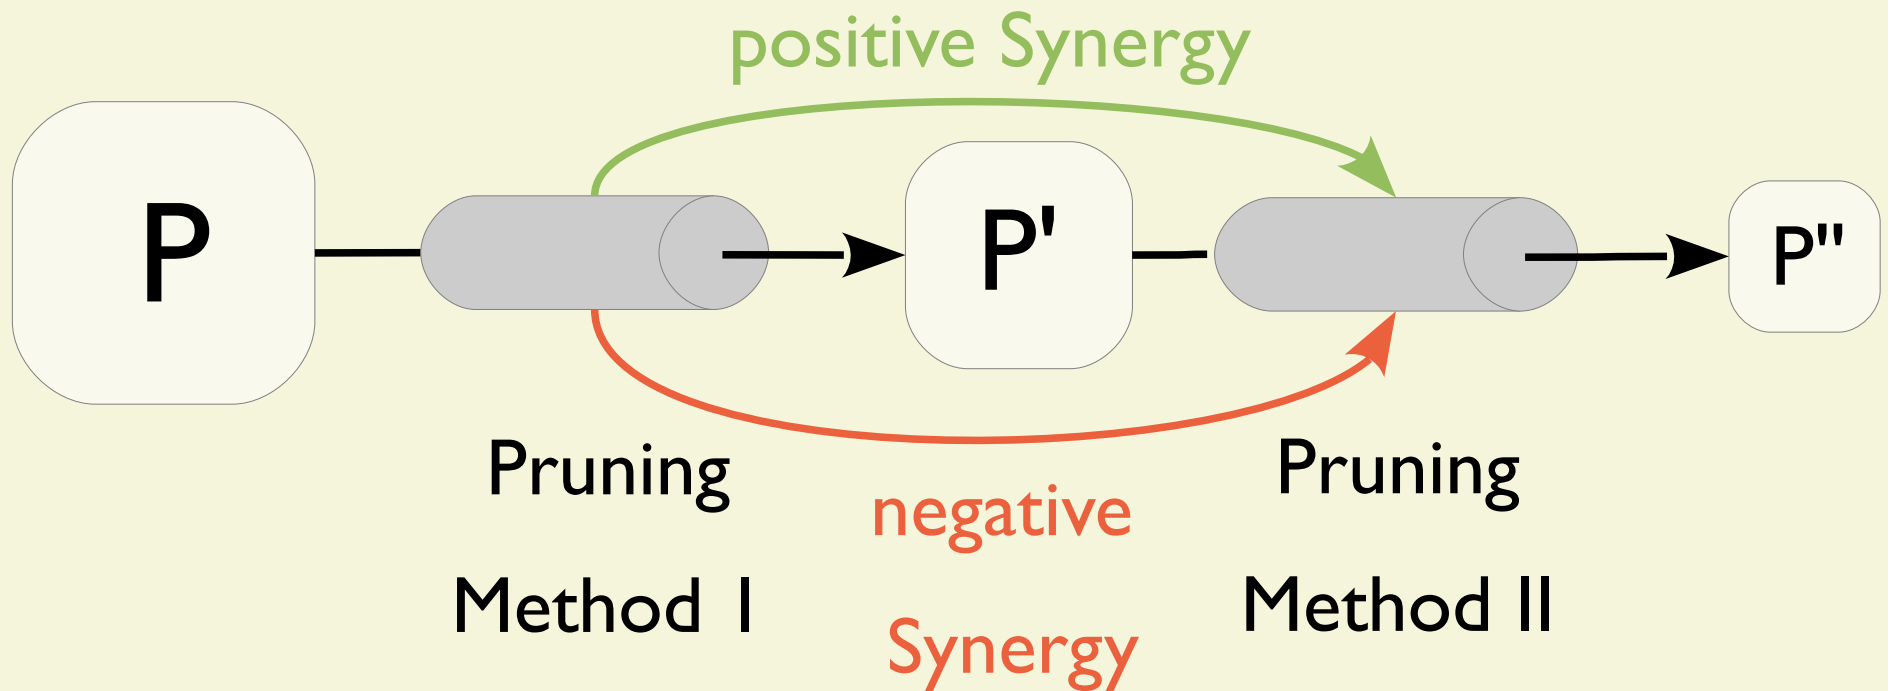 positive Synergy
P
P'
P"
Pruning
Method I
negative
Synergy
Pruning
Method II